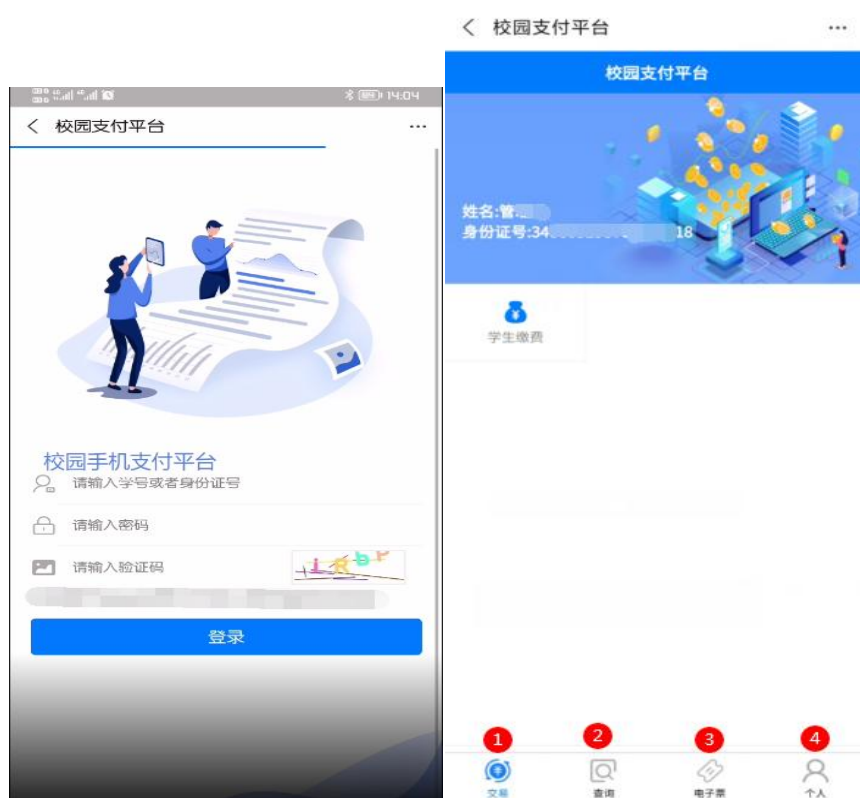 14:04
校园支付平台
...
校园手机支付平台
请输入学号或者身份证号
请输入密码
请输入验证码
i R b P
登录
校园支付平台
...
校园支付平台
姓名:管
身份证号:34 18
学生缴费
1 2 3 4
交易 查询 电子票 个人